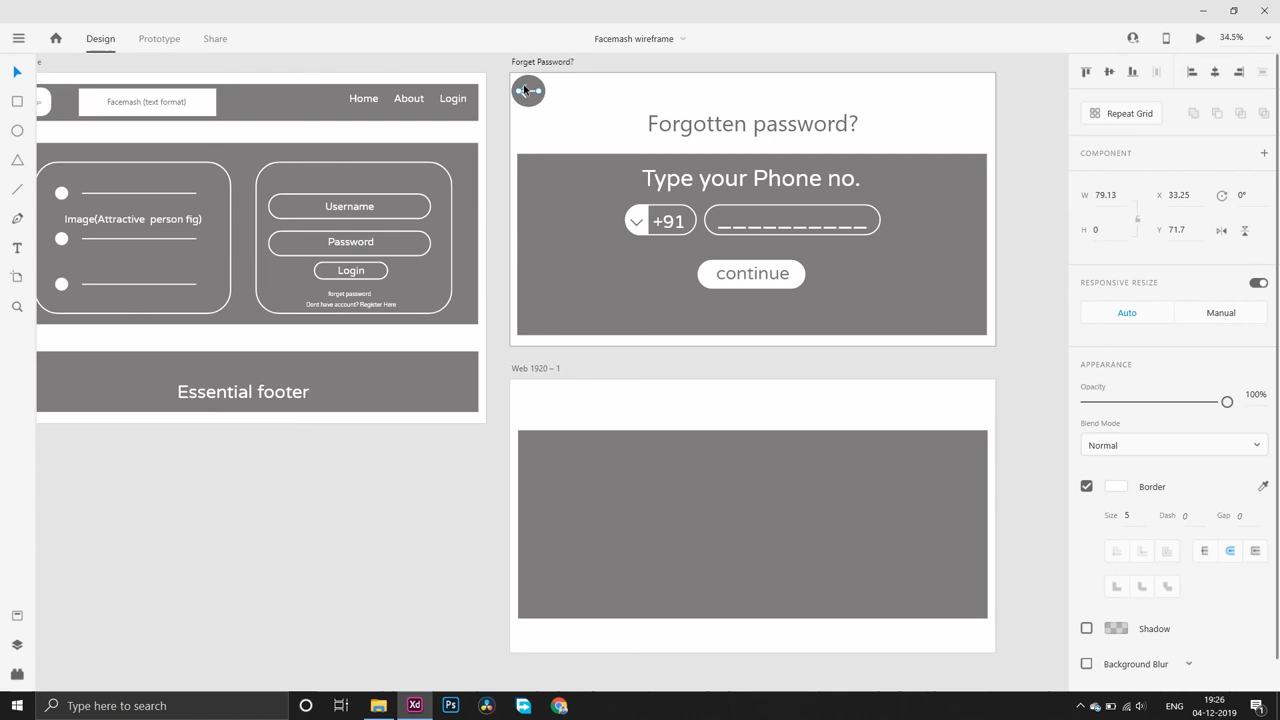 Design
Prototype
Share
Facemash wireframe
34.5%
Forget Password?
Facemash (text format)
Home
About
Login
Image(Attractive person fig)
Username
Password
Login
forget password
Dont have account? Register Here
Essential footer
Forgotten password?
Type your Phone no.
+91
__________
continue
Web 1920 – 1
Repeat Grid
COMPONENT
W 79.13
X 33.25
0°
H 0
Y 71.7
RESPONSIVE RESIZE
Auto
Manual
APPEARANCE
Opacity
100%
Blend Mode
Normal
Border
Size 5
Dash 0
Gap 0
Shadow
Background Blur
Type here to search
Xd
Ps
ENG
19:26
04-12-2019
1